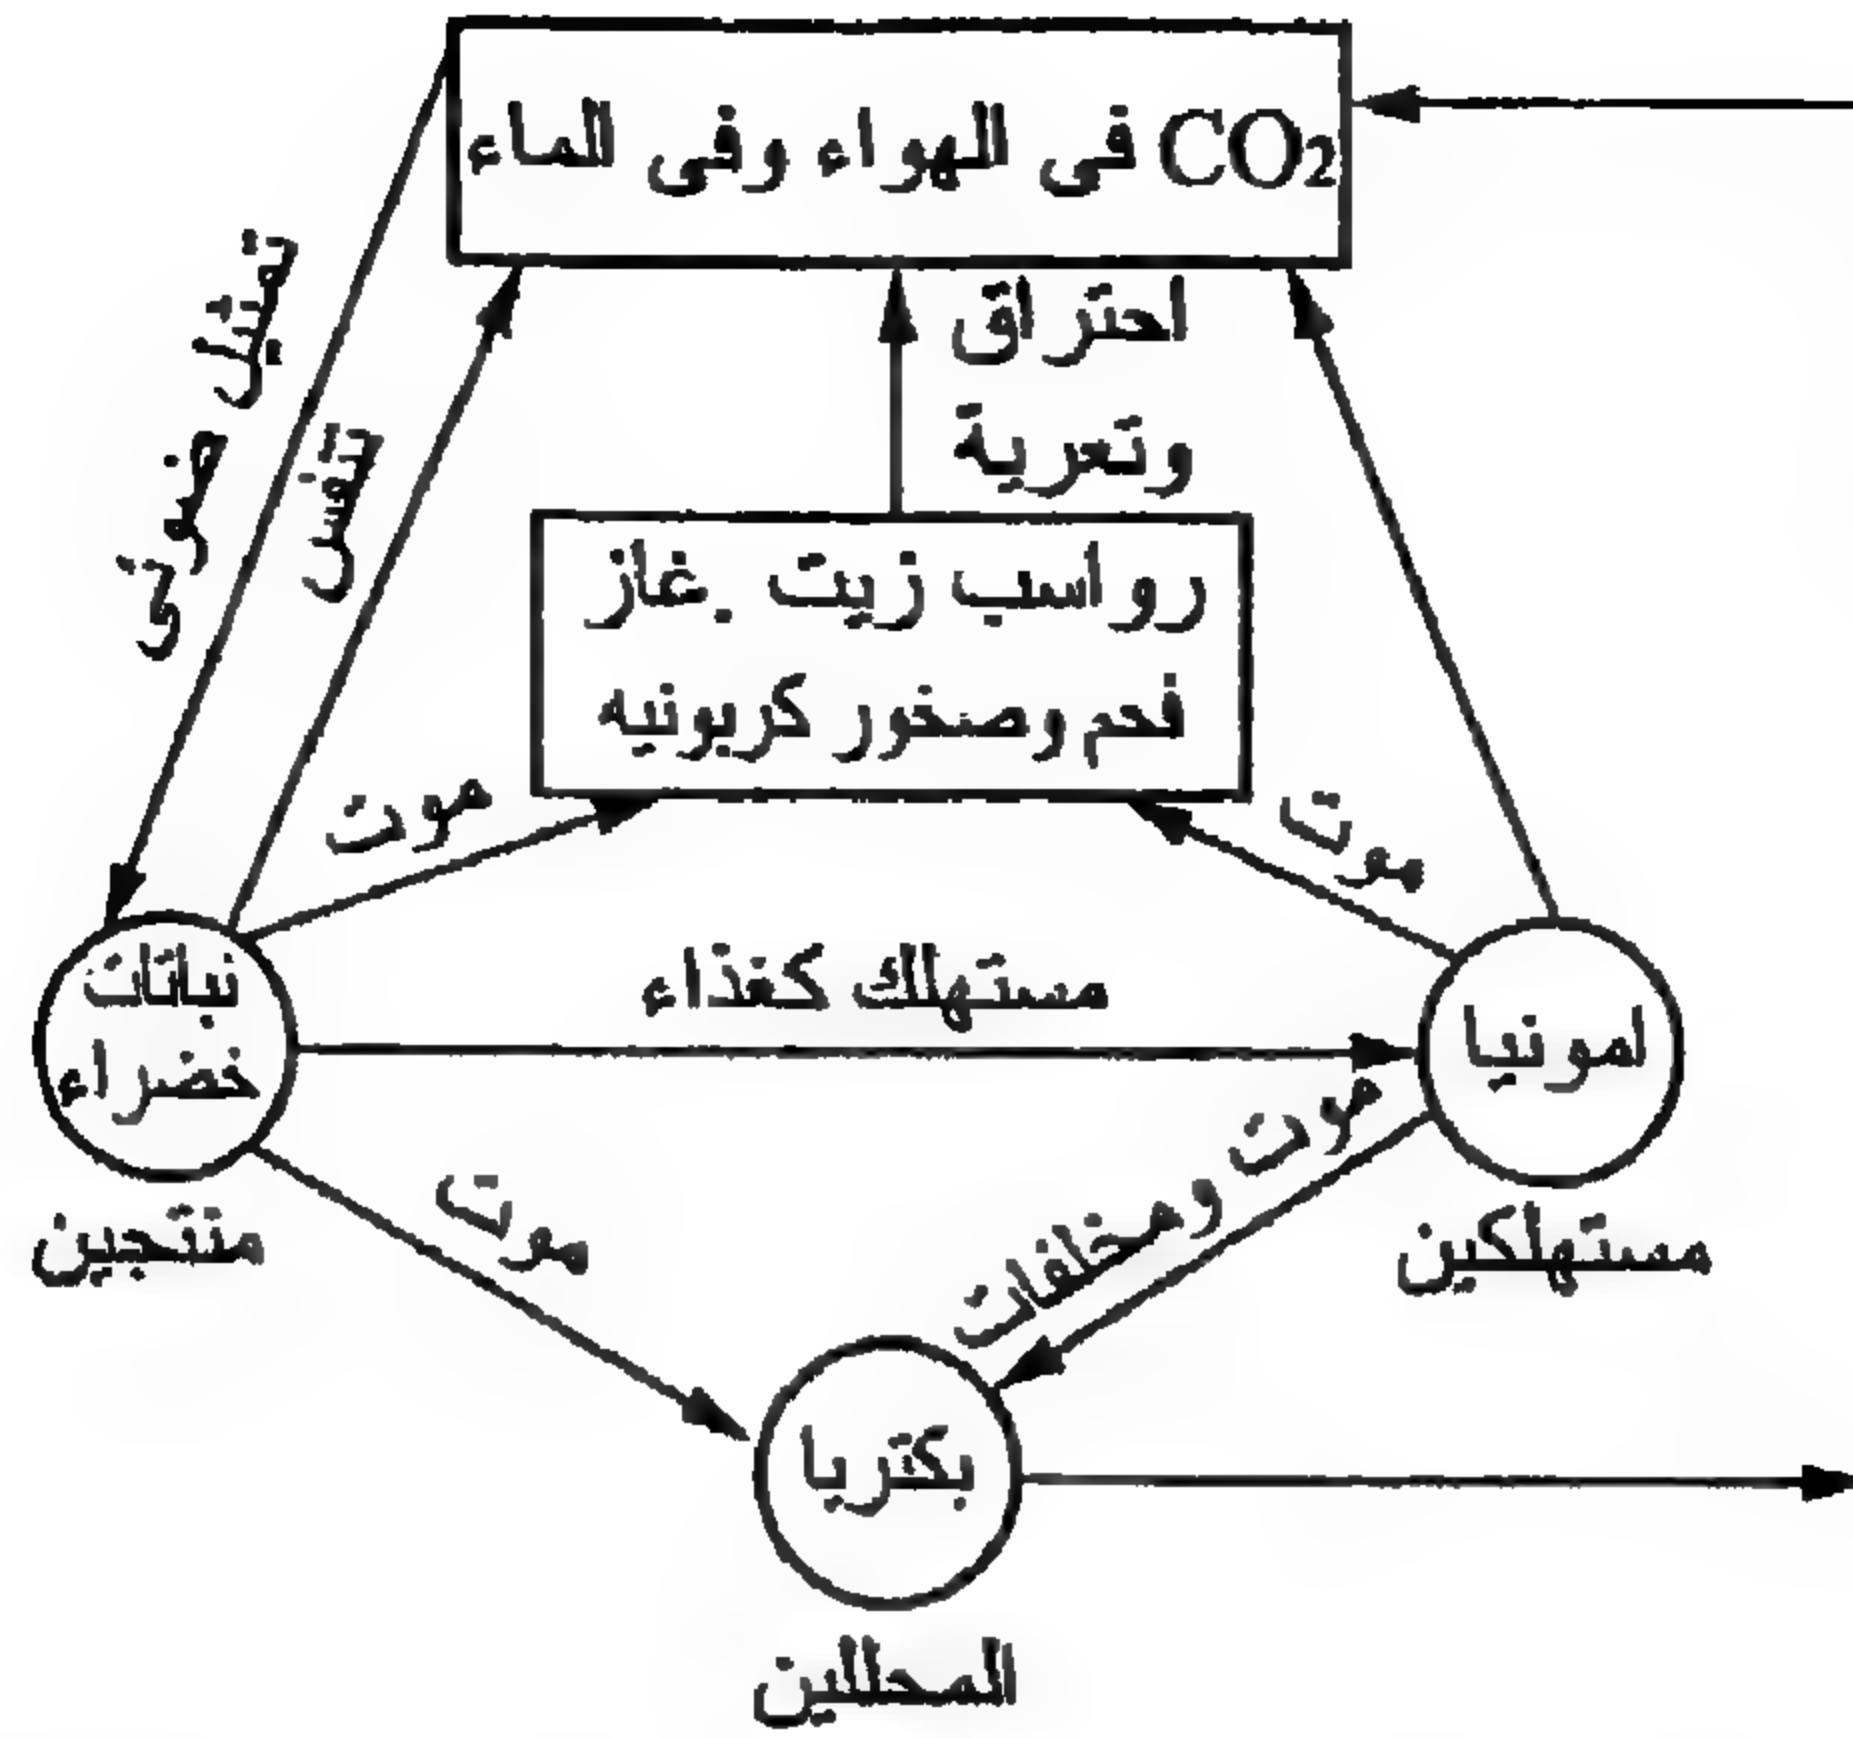 CO₂ فى الهواء وفى الماء
تمثيل ضوئى
تنفس
احتراق
وتعرية
رواسب زيت .غاز
فحم وصخور كربونيه
موت
موت
نباتات
خضراء
مستهلك كغذاء
امونيا
منتجين
موت
موت ومخلفات
مستهلكين
بكتريا
المحللين